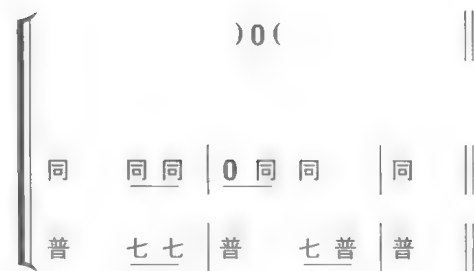 )0(
同 同同 | 0同 同 | 同 ‖
普 七七 | 普 七普 | 普 ‖